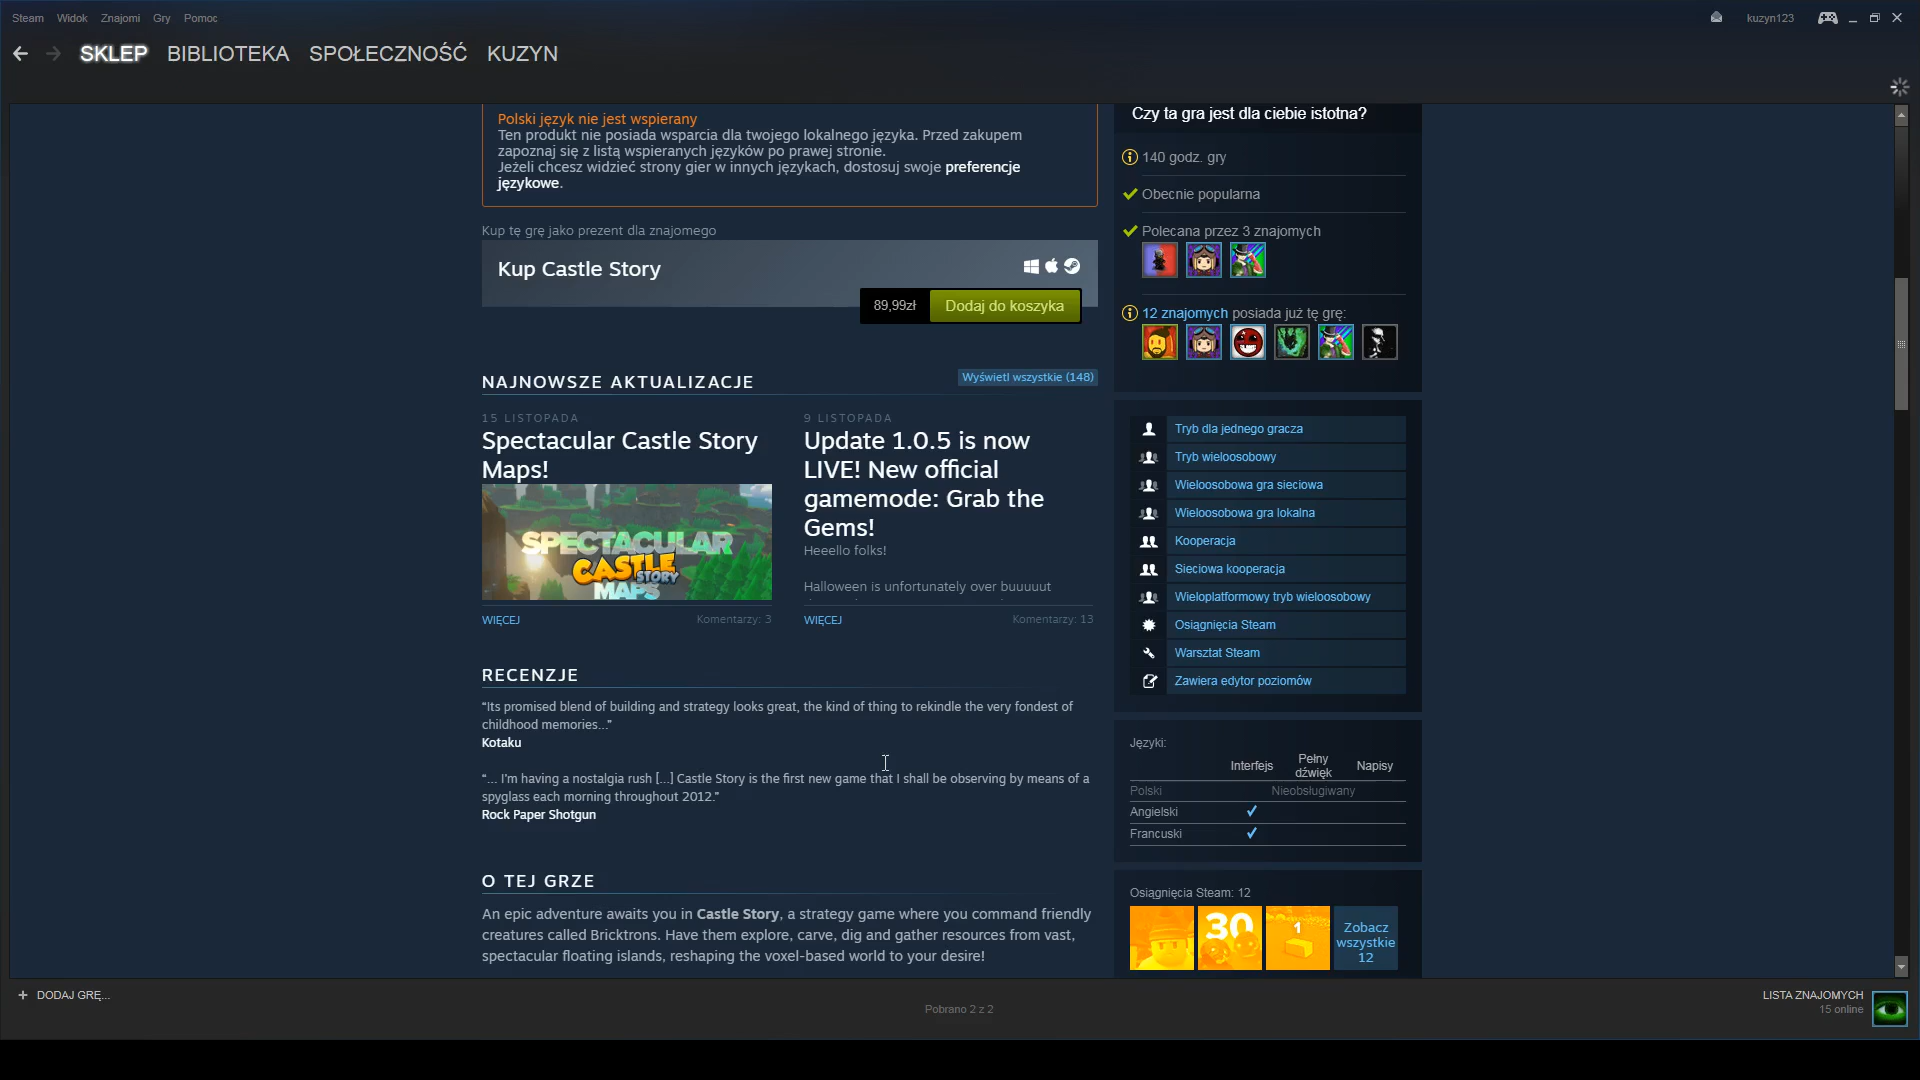 Steam Widok Znajomi Gry Pomoc
kuzyn123
SKLEP BIBLIOTEKA SPOŁECZNOŚĆ KUZYN
Polski język nie jest wspierany
Ten produkt nie posiada wsparcia dla twojego lokalnego języka. Przed zakupem
zapoznaj się z listą wspieranych języków po prawej stronie.
Jeżeli chcesz widzieć strony gier w innych językach, dostosuj swoje preferencje
językowe.
Kup tę grę jako prezent dla znajomego
Kup Castle Story
89,99zł
Dodaj do koszyka
NAJNOWSZE AKTUALIZACJE
Wyświetl wszystkie (148)
15 LISTOPADA
Spectacular Castle Story
Maps!
SPECTACULAR
CASTLE
STORY
MAPS
WIĘCEJ
Komentarzy: 3
9 LISTOPADA
Update 1.0.5 is now
LIVE! New official
gamemode: Grab the
Gems!
Heeello folks!
Halloween is unfortunately over buuuuut
WIĘCEJ
Komentarzy: 13
RECENZJE
“Its promised blend of building and strategy looks great, the kind of thing to rekindle the very fondest of
childhood memories...”
Kotaku
“... I'm having a nostalgia rush [...] Castle Story is the first new game that I shall be observing by means of a
spyglass each morning throughout 2012.”
Rock Paper Shotgun
O TEJ GRZE
An epic adventure awaits you in Castle Story, a strategy game where you command friendly
creatures called Bricktrons. Have them explore, carve, dig and gather resources from vast,
spectacular floating islands, reshaping the voxel-based world to your desire!
Czy ta gra jest dla ciebie istotna?
140 godz. gry
Obecnie popularna
Polecana przez 3 znajomych
12 znajomych posiada już tę grę:
Tryb dla jednego gracza
Tryb wieloosobowy
Wieloosobowa gra sieciowa
Wieloosobowa gra lokalna
Kooperacja
Sieciowa kooperacja
Wieloplatformowy tryb wieloosobowy
Osiągnięcia Steam
Warsztat Steam
Zawiera edytor poziomów
Języki:
Interfejs
Pełny
dźwięk
Napisy
Polski Nieobsługiwany
Angielski ✓
Francuski ✓
Osiągnięcia Steam: 12
30
1
Zobacz
wszystkie
12
+ DODAJ GRĘ...
Pobrano 2 z 2
LISTA ZNAJOMYCH
15 online